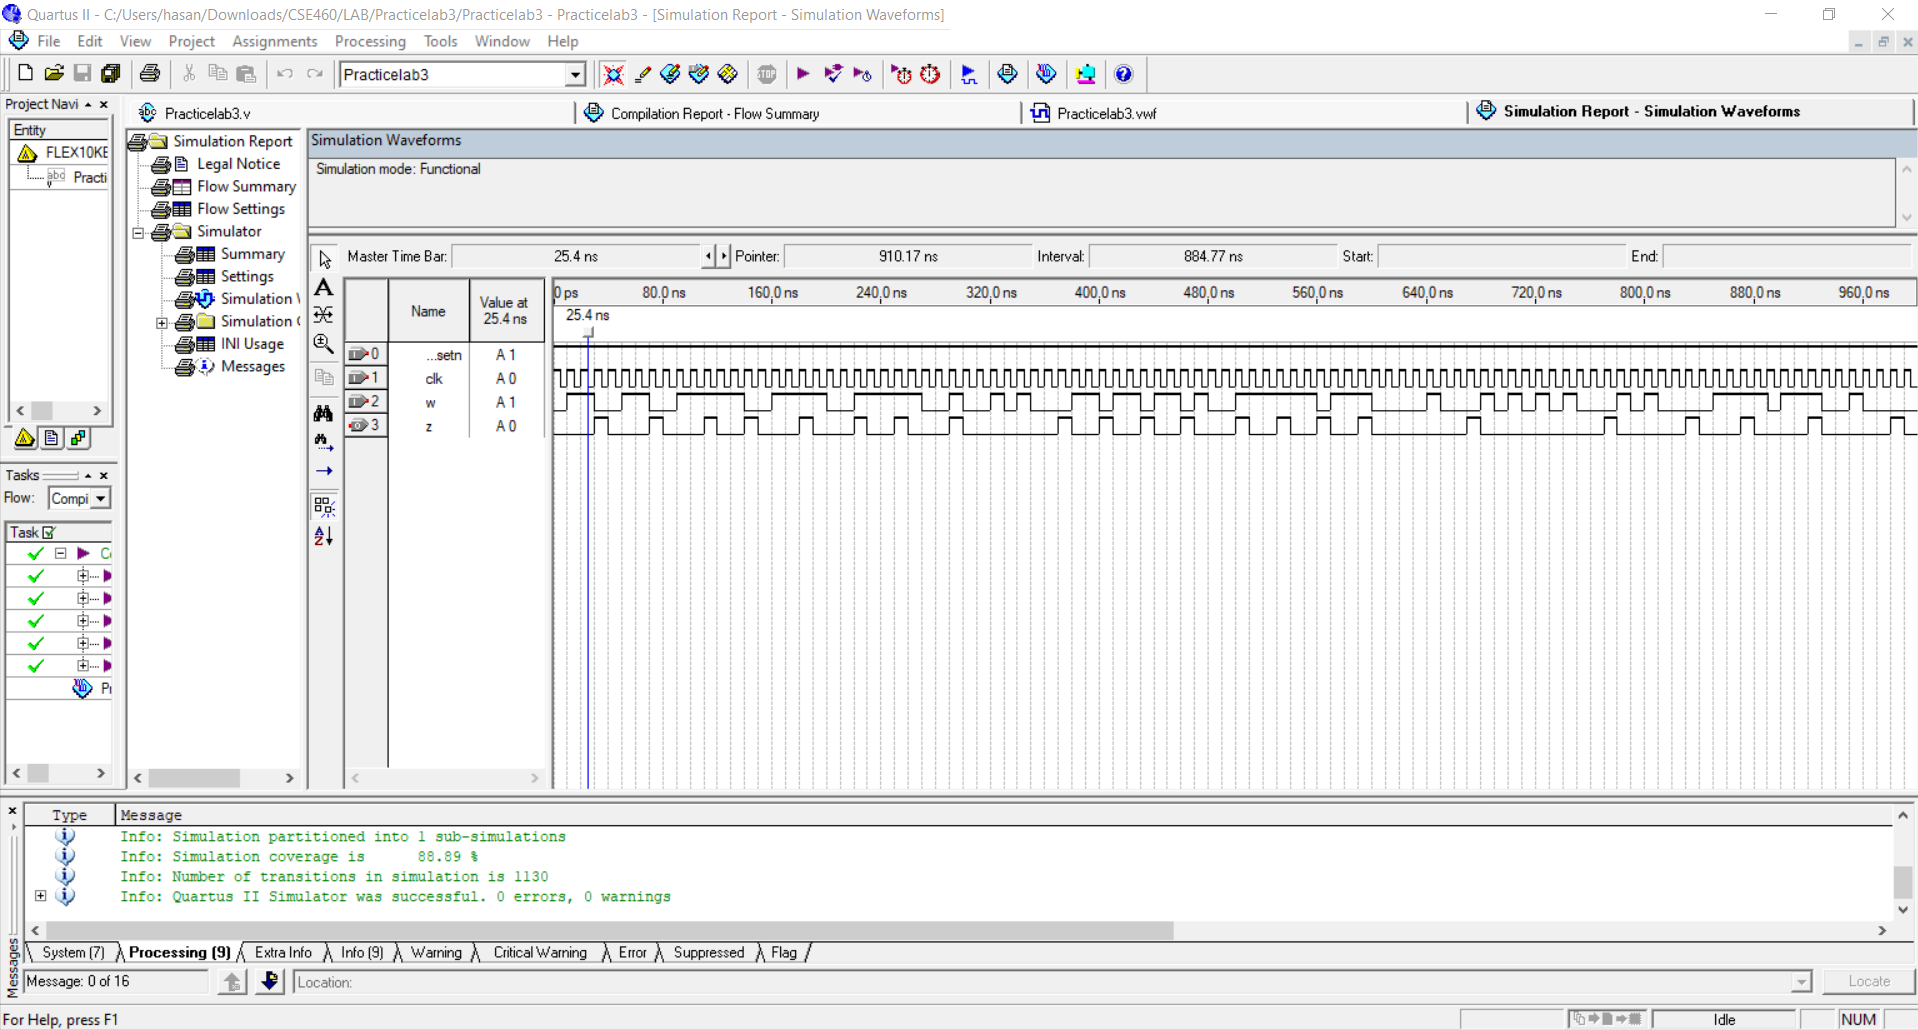 Quartus II - C:/Users/hasan/Downloads/CSE460/LAB/Practicelab3/Practicelab3 - Practicelab3 - [Simulation Report - Simulation Waveforms]
File Edit View Project Assignments Processing Tools Window Help
Practicelab3
STOP
Project Navi
Practicelab3.v
Compilation Report - Flow Summary
Practicelab3.vwf
Simulation Report - Simulation Waveforms
Entity
FLEX10KE
Practi
Simulation Report
Legal Notice
Flow Summary
Flow Settings
Simulator
Summary
Settings
Simulation
Simulation
INI Usage
Messages
Simulation Waveforms
Simulation mode: Functional
Master Time Bar: 25.4 ns Pointer: 910.17 ns Interval: 884.77 ns Start: End:
Name
Value at
25.4 ns
0 ps 80.0 ns 160.0 ns 240.0 ns 320.0 ns 400.0 ns 480.0 ns 560.0 ns 640.0 ns 720.0 ns 800.0 ns 880.0 ns 960.0 ns
25.4 ns
0 ...setn A 1
1 clk A 0
2 w A 1
3 z A 0
Tasks
Flow: Compi
Task
Type Message
Info: Simulation partitioned into 1 sub-simulations
Info: Simulation coverage is 88.89 %
Info: Number of transitions in simulation is 1130
Info: Quartus II Simulator was successful. 0 errors, 0 warnings
System (7) Processing (9) Extra Info Info (9) Warning Critical Warning Error Suppressed Flag
Messages
Message: 0 of 16
Location:
Locate
For Help, press F1
Idle
NUM